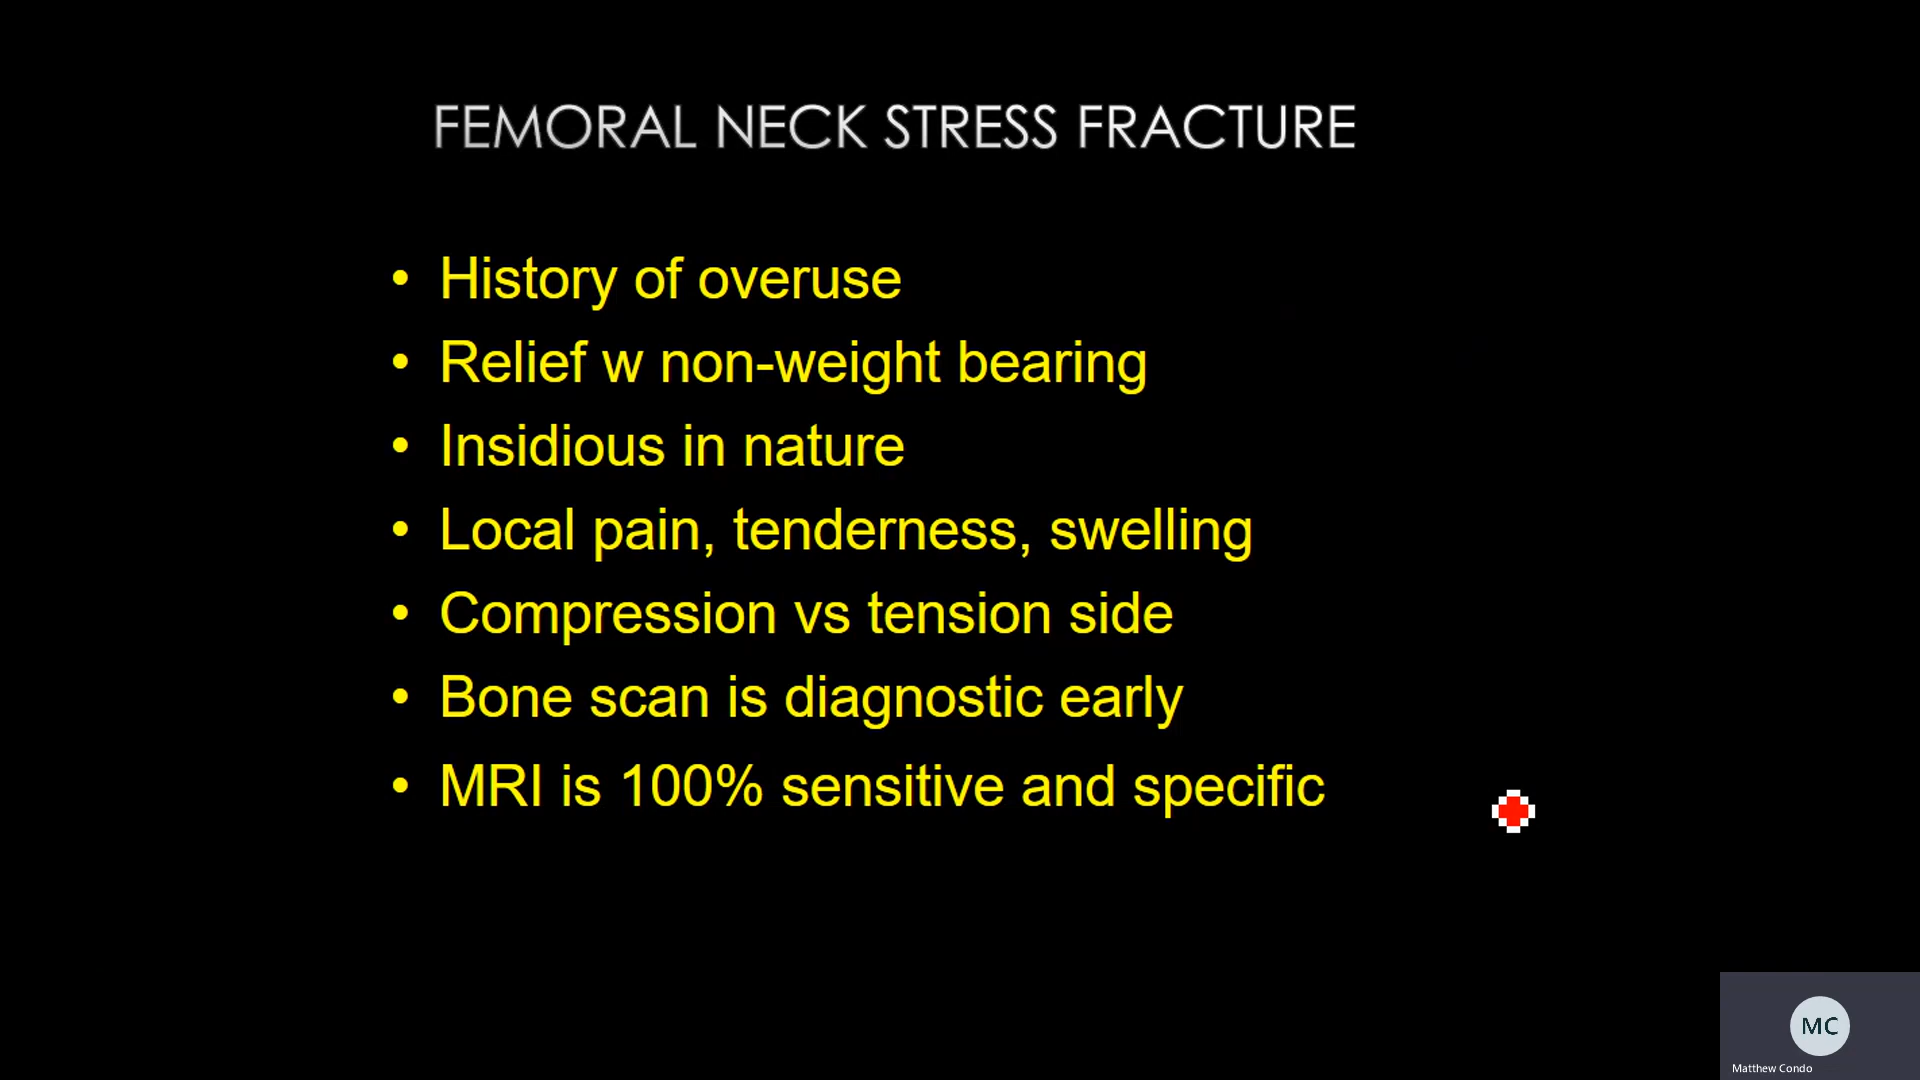 FEMORAL NECK STRESS FRACTURE
• History of overuse
• Relief w non-weight bearing
• Insidious in nature
• Local pain, tenderness, swelling
• Compression vs tension side
• Bone scan is diagnostic early
• MRI is 100% sensitive and specific
MC
Matthew Condo